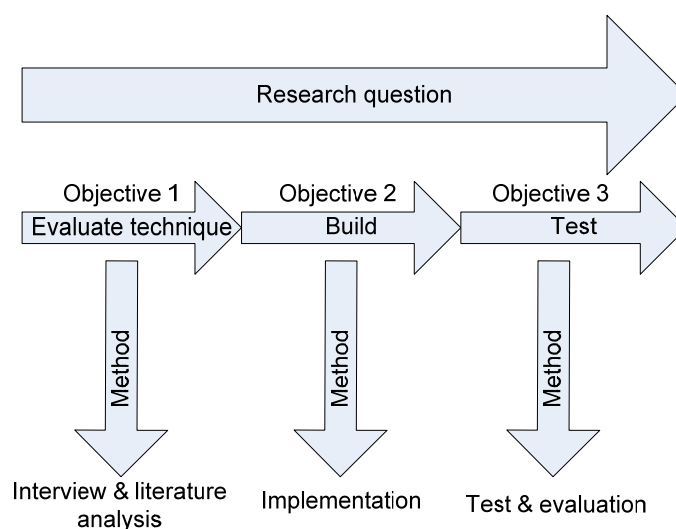 Research question
Objective 1
Objective 2
Objective 3
Evaluate technique
Build
Test
Method
Method
Method
Interview & literature
analysis
Implementation
Test & evaluation